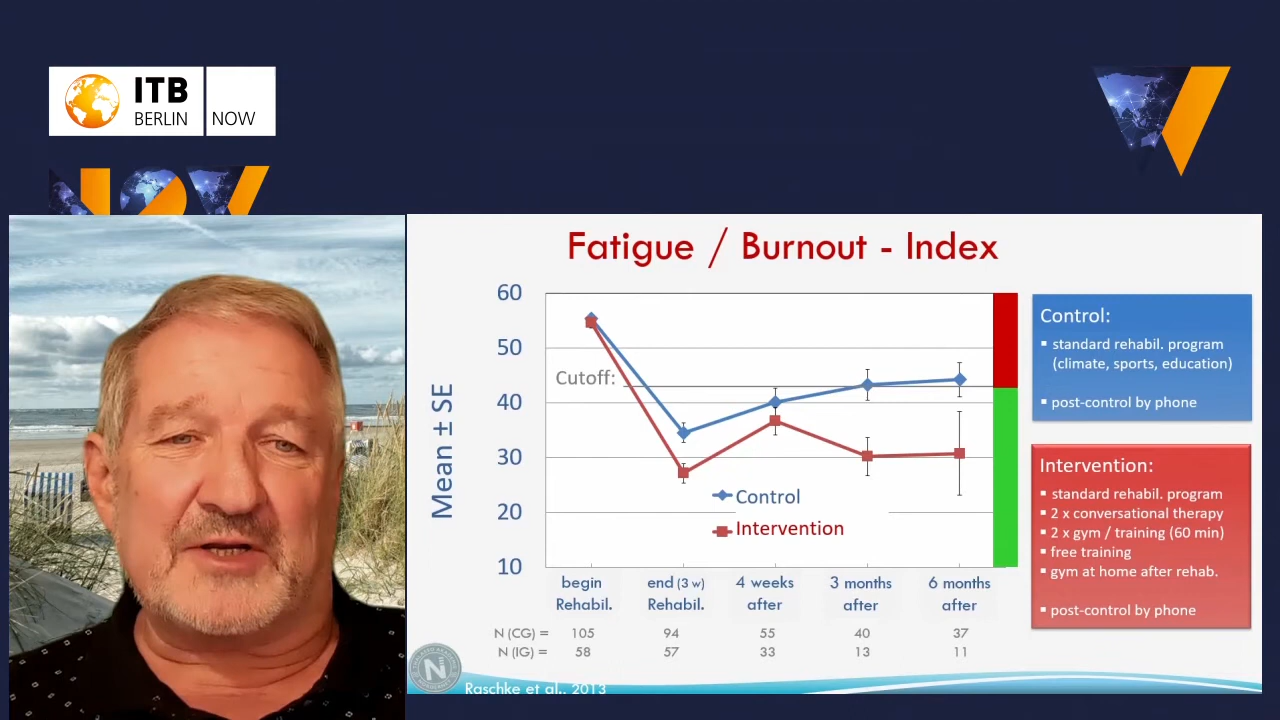 ITB
BERLIN
NOW
Fatigue / Burnout - Index
Mean ± SE
60
50
40
30
20
10
Cutoff:
Control
Intervention
begin end (3 w) 4 weeks 3 months 6 months
Rehabil. Rehabil. after after after
N (CG) = 105 94 55 40 37
N (IG) = 58 57 33 13 11
Control:
▪ standard rehabil. program
(climate, sports, education)
▪ post-control by phone
Intervention:
▪ standard rehabil. program
▪ 2 x conversational therapy
▪ 2 x gym / training (60 min)
▪ free training
▪ gym at home after rehab.
▪ post-control by phone
N
Raschke et al., 2013